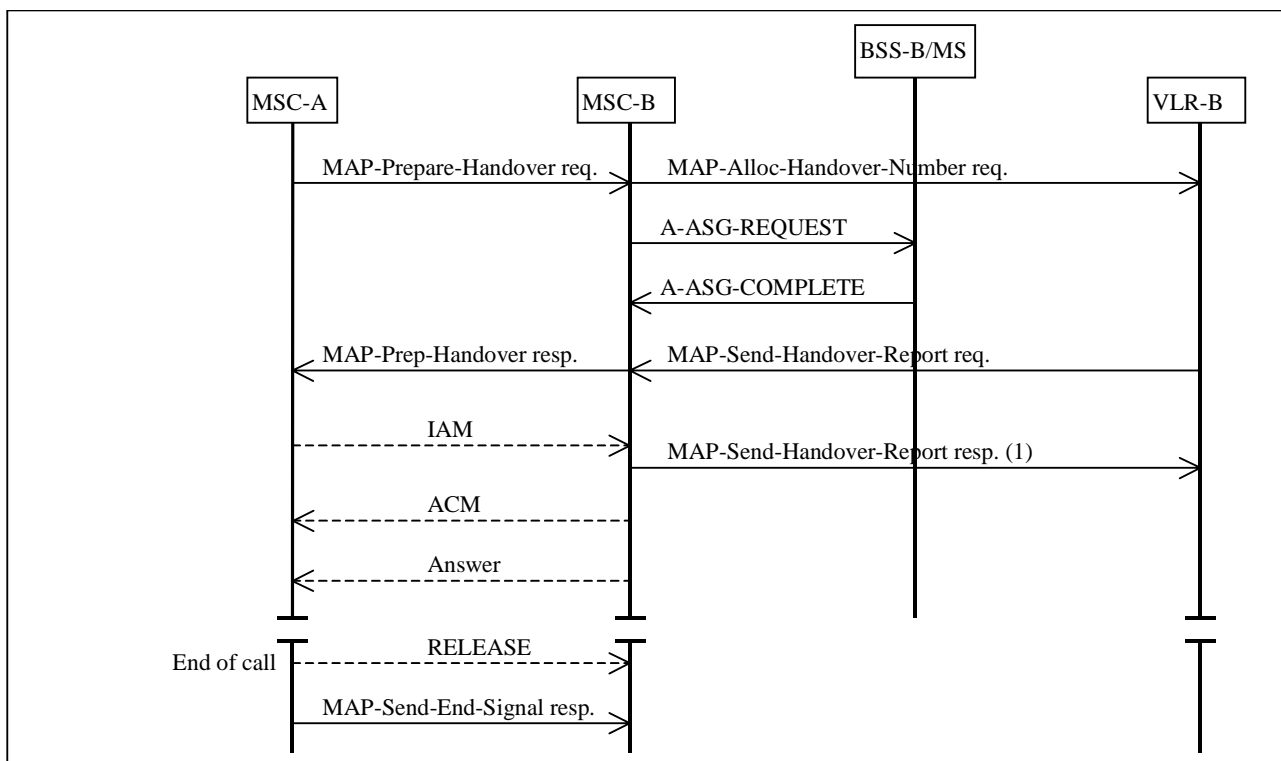 BSS-B/MS
MSC-A
MSC-B
VLR-B
MAP-Prepare-Handover req.
MAP-Alloc-Handover-Number req.
A-ASG-REQUEST
A-ASG-COMPLETE
MAP-Prep-Handover resp.
MAP-Send-Handover-Report req.
IAM
MAP-Send-Handover-Report resp. (1)
ACM
Answer
RELEASE
End of call
MAP-Send-End-Signal resp.